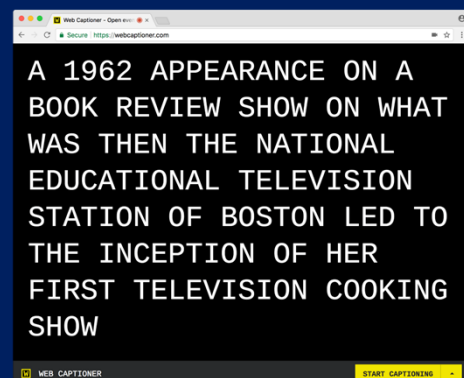 Web Captioner - Open ever
Secure | https://webcaptioner.com
A 1962 APPEARANCE ON A
BOOK REVIEW SHOW ON WHAT
WAS THEN THE NATIONAL
EDUCATIONAL TELEVISION
STATION OF BOSTON LED TO
THE INCEPTION OF HER
FIRST TELEVISION COOKING
SHOW
W WEB CAPTIONER
START CAPTIONING